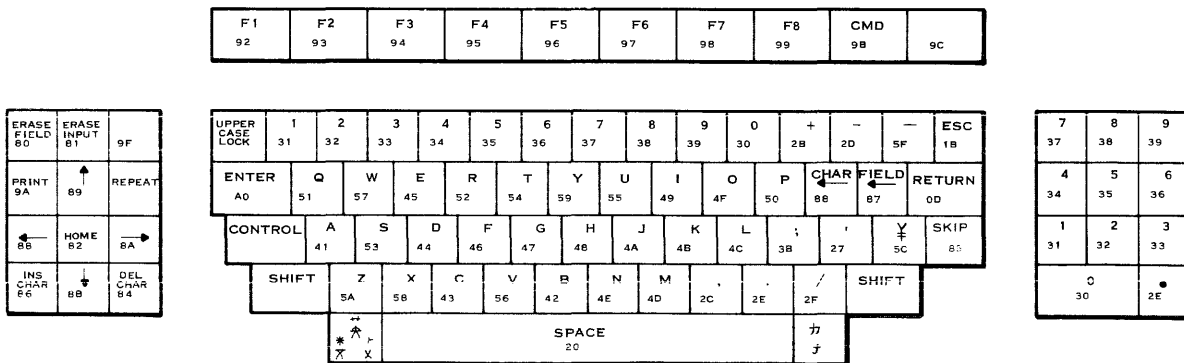 F1 F2 F3 F4 F5 F6 F7 F8 CMD
92 93 94 95 96 97 98 99 9B 9C
ERASE FIELD 80
ERASE INPUT 81
9F
UPPER CASE LOCK
1 2 3 4 5 6 7 8 9 0 + - — ESC
31 32 33 34 35 36 37 38 39 30 2B 2D 5F 1B
7 8 9
37 38 39
PRINT 9A
↑ 89
REPEAT
ENTER Q W E R T Y U I O P CHAR ← FIELD ← RETURN
A0 51 57 45 52 54 59 55 49 4F 50 88 87 0D
4 5 6
34 35 36
← 8B
HOME 82
→ 8A
CONTROL A S D F G H J K L ; ' ¥ SKIP
41 53 44 46 47 48 4A 4B 4C 3B 27 5C 83
1 2 3
31 32 33
INS CHAR 86
↓ 8B
DEL CHAR 84
SHIFT Z X C V B N M , . / SHIFT
5A 58 43 56 42 4E 4D 2C 2E 2F
0 •
30 2E
SPACE
20
カ
ナ